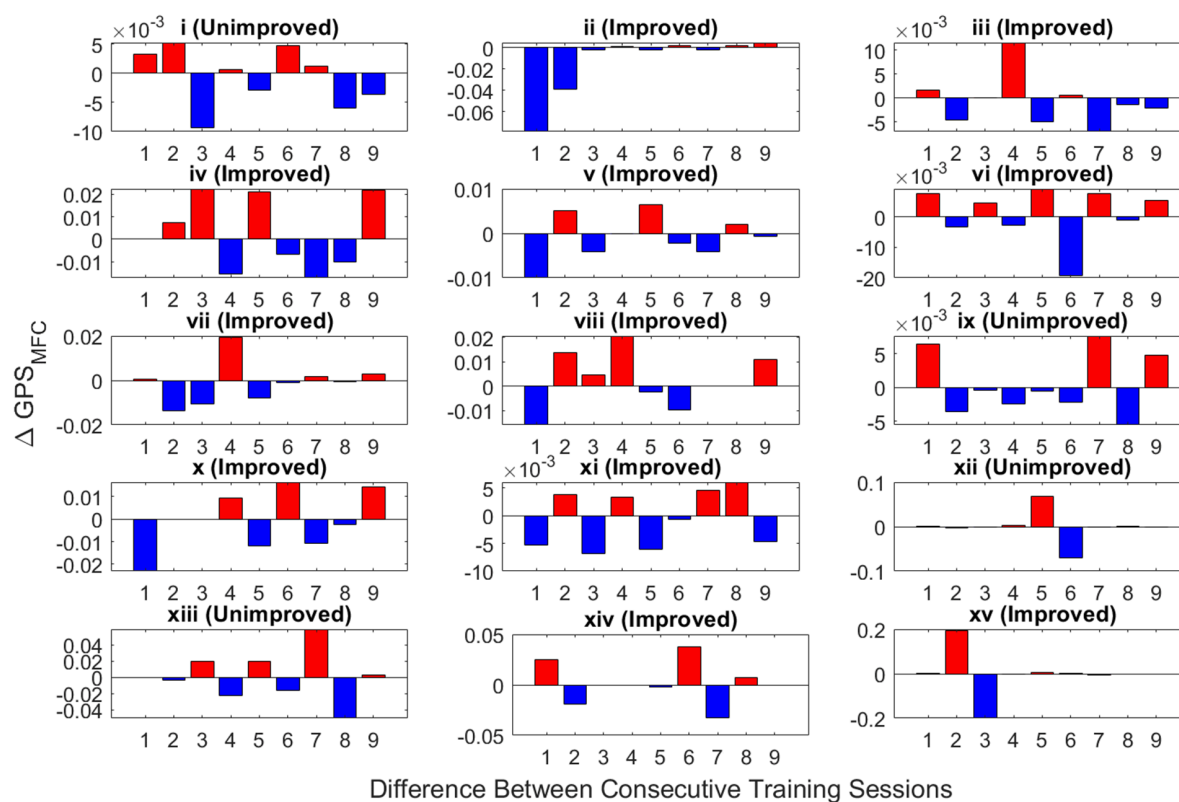 i (Unimproved)
×10⁻³
5
0
-5
-10
1 2 3 4 5 6 7 8 9
ii (Improved)
0
-0.02
-0.04
-0.06
1 2 3 4 5 6 7 8 9
iii (Improved)
×10⁻³
10
5
0
-5
1 2 3 4 5 6 7 8 9
iv (Improved)
0.02
0.01
0
-0.01
1 2 3 4 5 6 7 8 9
v (Improved)
0.01
0
-0.01
1 2 3 4 5 6 7 8 9
vi (Improved)
×10⁻³
0
-10
-20
1 2 3 4 5 6 7 8 9
vii (Improved)
0.02
0
-0.02
1 2 3 4 5 6 7 8 9
viii (Improved)
0.02
0.01
0
-0.01
1 2 3 4 5 6 7 8 9
ix (Unimproved)
×10⁻³
5
0
-5
1 2 3 4 5 6 7 8 9
x (Improved)
0.01
0
-0.01
-0.02
1 2 3 4 5 6 7 8 9
xi (Improved)
×10⁻³
5
0
-5
-10
1 2 3 4 5 6 7 8 9
xii (Unimproved)
0.1
0
-0.1
1 2 3 4 5 6 7 8 9
xiii (Unimproved)
0.04
0.02
0
-0.02
-0.04
1 2 3 4 5 6 7 8 9
xiv (Improved)
0.05
0
-0.05
1 2 3 4 5 6 7 8 9
xv (Improved)
0.2
0
-0.2
1 2 3 4 5 6 7 8 9
Δ GPS_MFC
Difference Between Consecutive Training Sessions